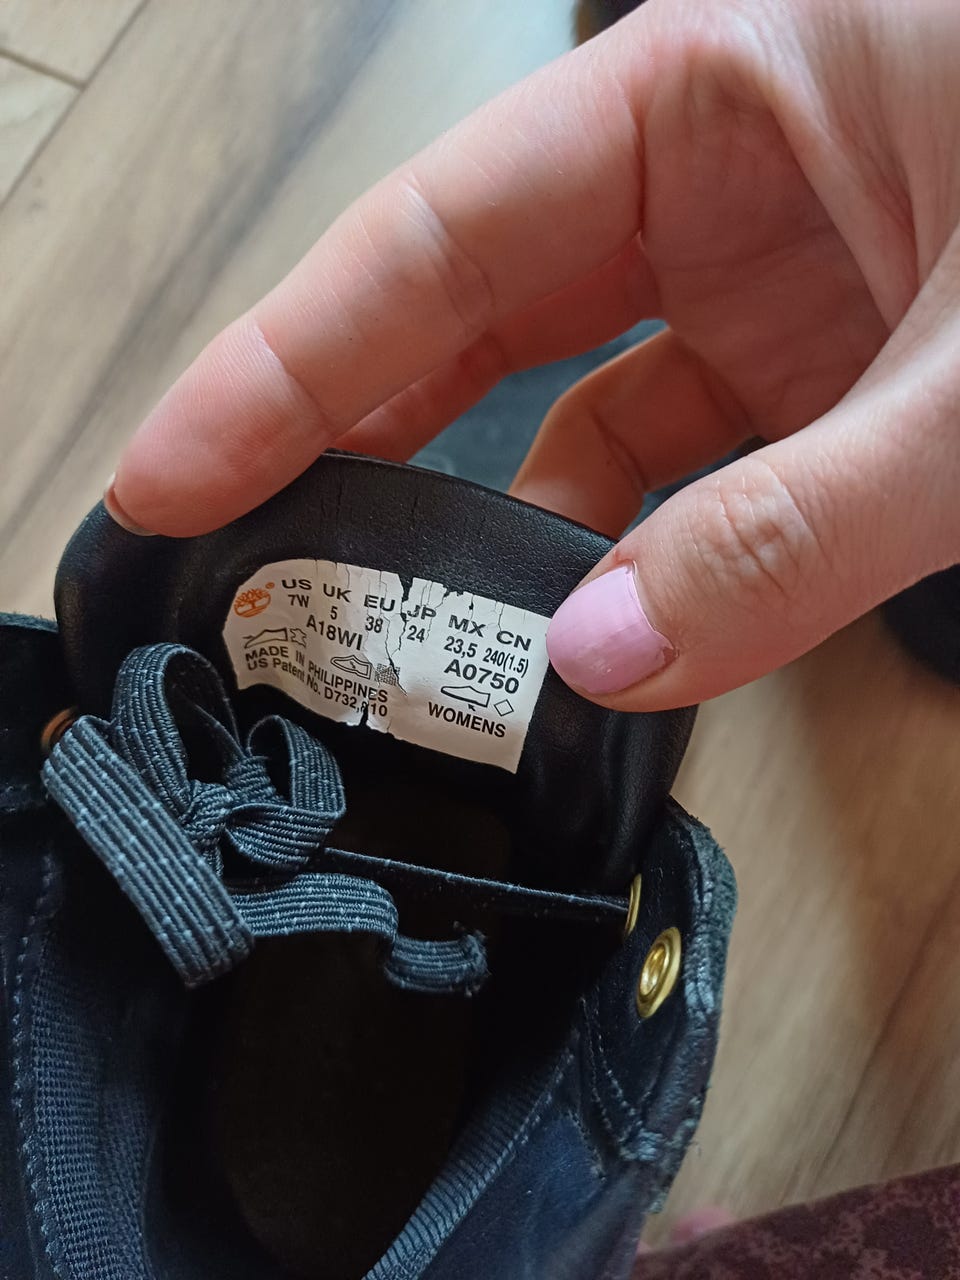 ® US UK EU JP MX CN
7W 5 38 24 23,5 240(1.5)
A18WI A0750
MADE IN PHILIPPINES
US Patent No. D732,810
WOMENS